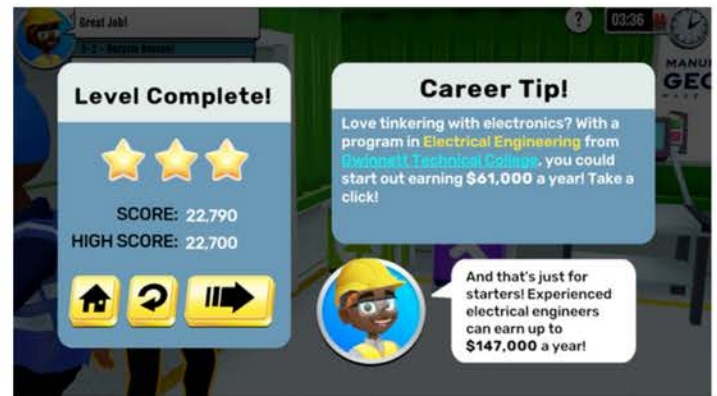 Great Job!
?
03:36
MANU
GEO
Level Complete!
SCORE: 22,790
HIGH SCORE: 22,700
Career Tip!
Love tinkering with electronics? With a
program in Electrical Engineering from
Gwinnett Technical College, you could
start out earning $61,000 a year! Take a
click!
And that's just for
starters! Experienced
electrical engineers
can earn up to
$147,000 a year!